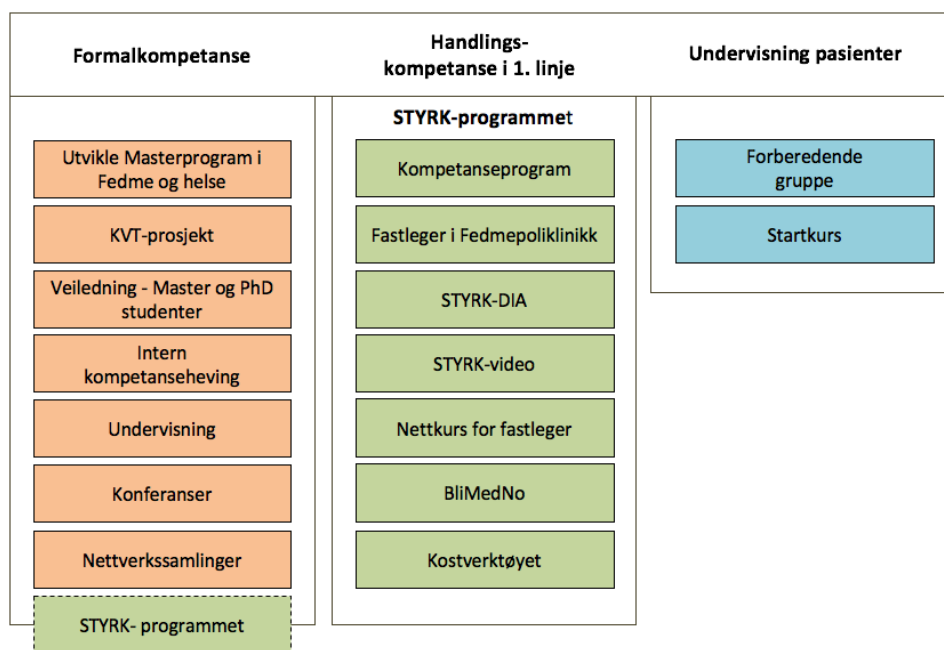 Formalkompetanse
Handlings-
kompetanse i 1. linje
Undervisning pasienter
Utvikle Masterprogram i
Fedme og helse
KVT-prosjekt
Veiledning - Master og PhD
studenter
Intern
kompetanseheving
Undervisning
Konferanser
Nettverkssamlinger
STYRK- programmet
STYRK-programmet
Kompetanseprogram
Fastleger i Fedmepoliklinikk
STYRK-DIA
STYRK-video
Nettkurs for fastleger
BliMedNo
Kostverktøyet
Forberedende
gruppe
Startkurs